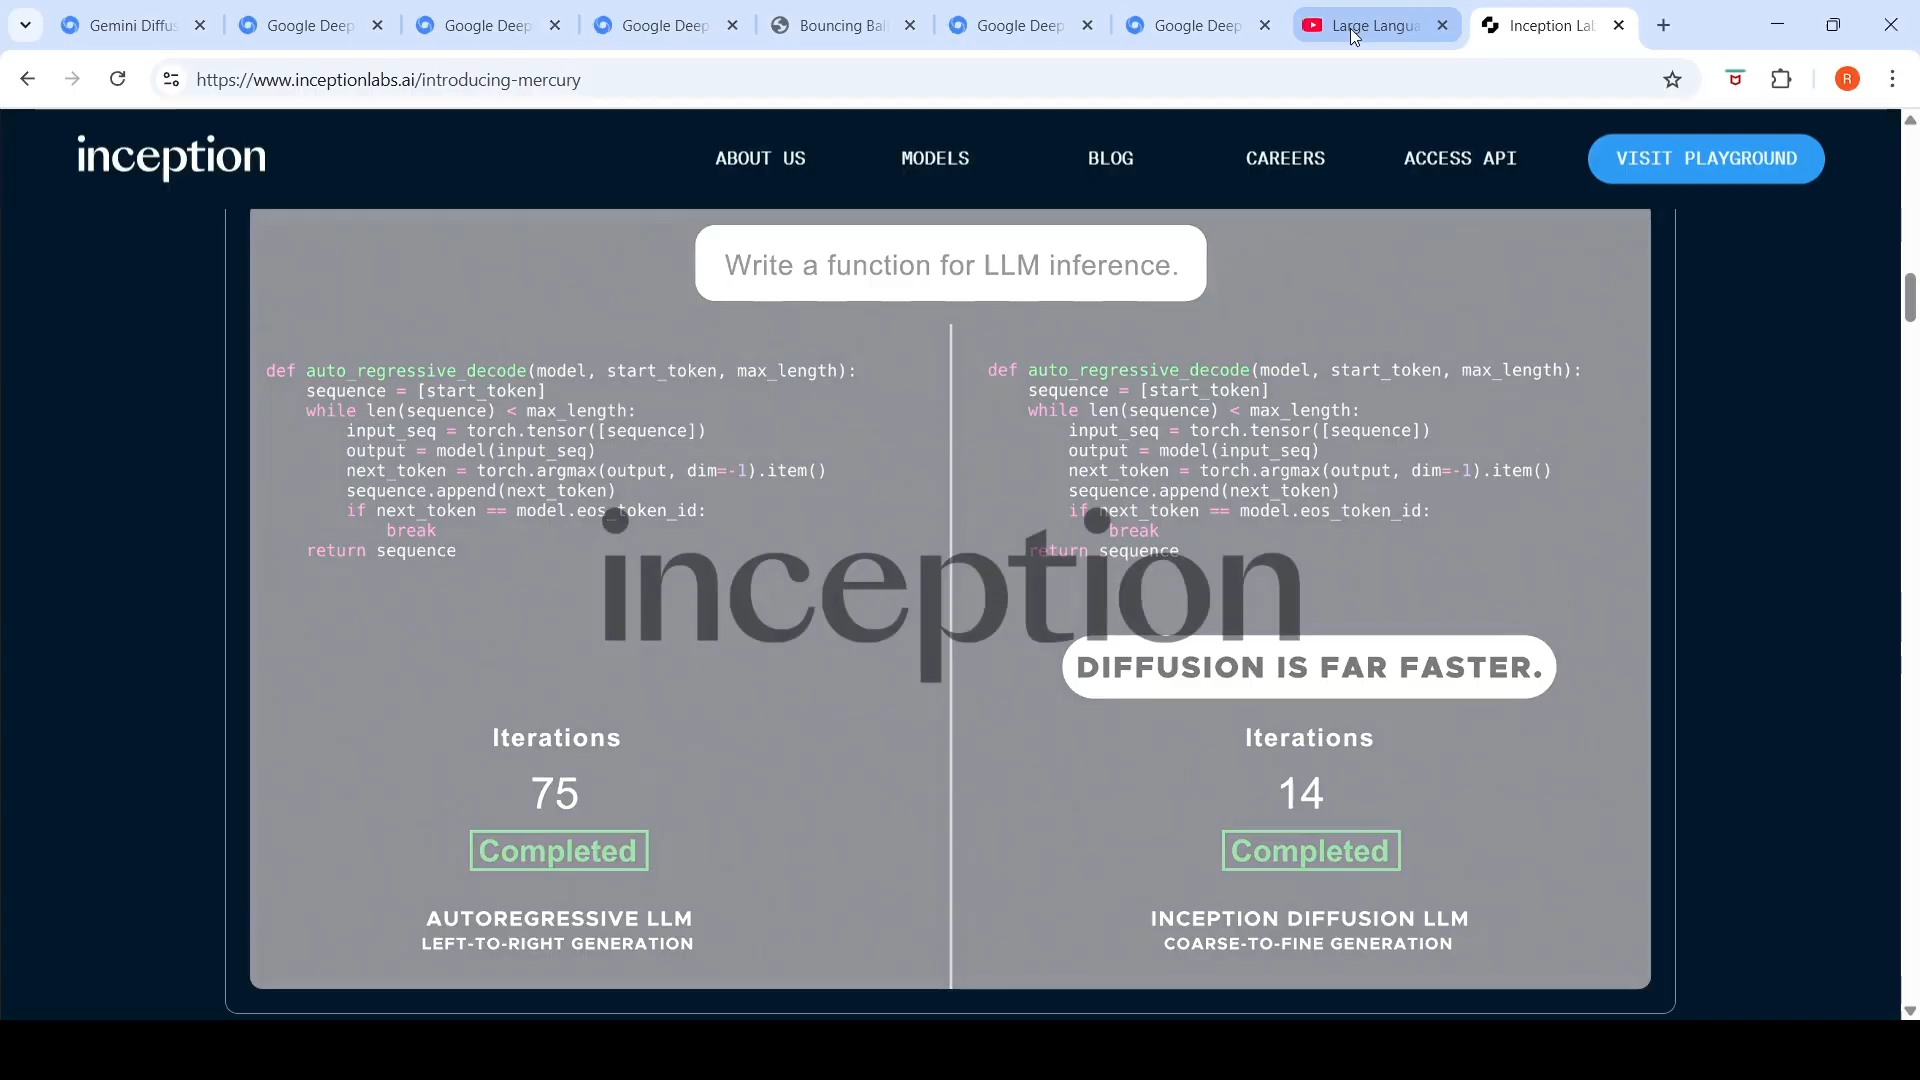 Gemini Diffus
Google Deep
Google Deep
Google Deep
Bouncing Ball
Google Deep
Google Deep
Large Langua
Inception La
https://www.inceptionlabs.ai/introducing-mercury
R
inception
ABOUT US
MODELS
BLOG
CAREERS
ACCESS API
VISIT PLAYGROUND
Write a function for LLM inference.
def auto_regressive_decode(model, start_token, max_length):
    sequence = [start_token]
    while len(sequence) < max_length:
        input_seq = torch.tensor([sequence])
        output = model(input_seq)
        next_token = torch.argmax(output, dim=-1).item()
        sequence.append(next_token)
        if next_token == model.eos_token_id:
            break
    return sequence
def auto_regressive_decode(model, start_token, max_length):
    sequence = [start_token]
    while len(sequence) < max_length:
        input_seq = torch.tensor([sequence])
        output = model(input_seq)
        next_token = torch.argmax(output, dim=-1).item()
        sequence.append(next_token)
        if next_token == model.eos_token_id:
            break
    return sequence
inception
DIFFUSION IS FAR FASTER.
Iterations
75
Completed
AUTOREGRESSIVE LLM
LEFT-TO-RIGHT GENERATION
Iterations
14
Completed
INCEPTION DIFFUSION LLM
COARSE-TO-FINE GENERATION